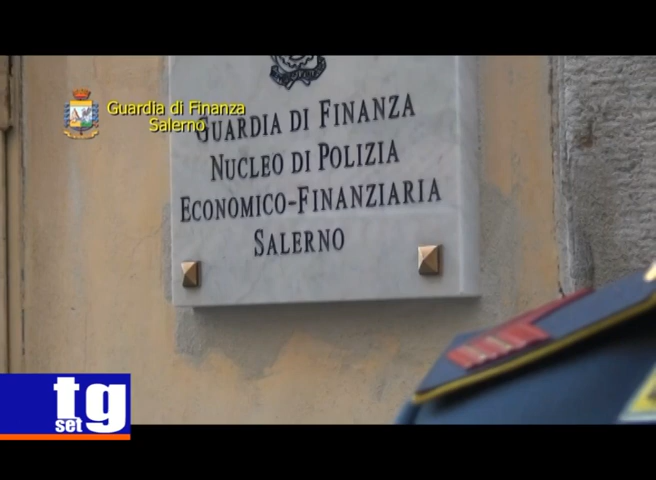 Guardia di Finanza
Salerno
GUARDIA DI FINANZA
NUCLEO DI POLIZIA
ECONOMICO-FINANZIARIA
SALERNO
tg
set